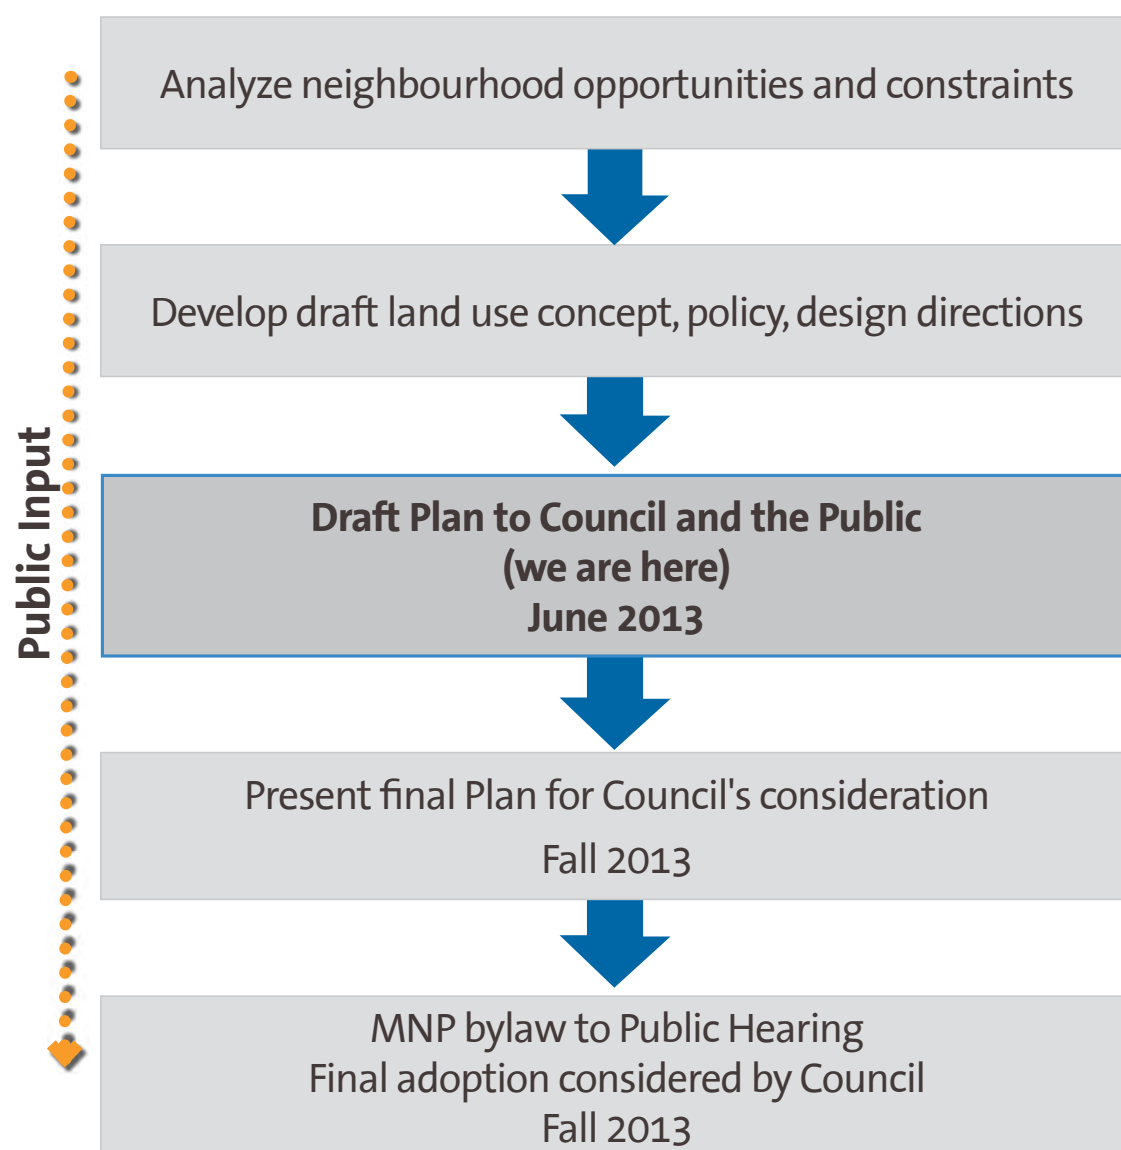 Analyze neighbourhood opportunities and constraints
Develop draft land use concept, policy, design directions
Public Input
Draft Plan to Council and the Public
(we are here)
June 2013
Present final Plan for Council's consideration
Fall 2013
MNP bylaw to Public Hearing
Final adoption considered by Council
Fall 2013